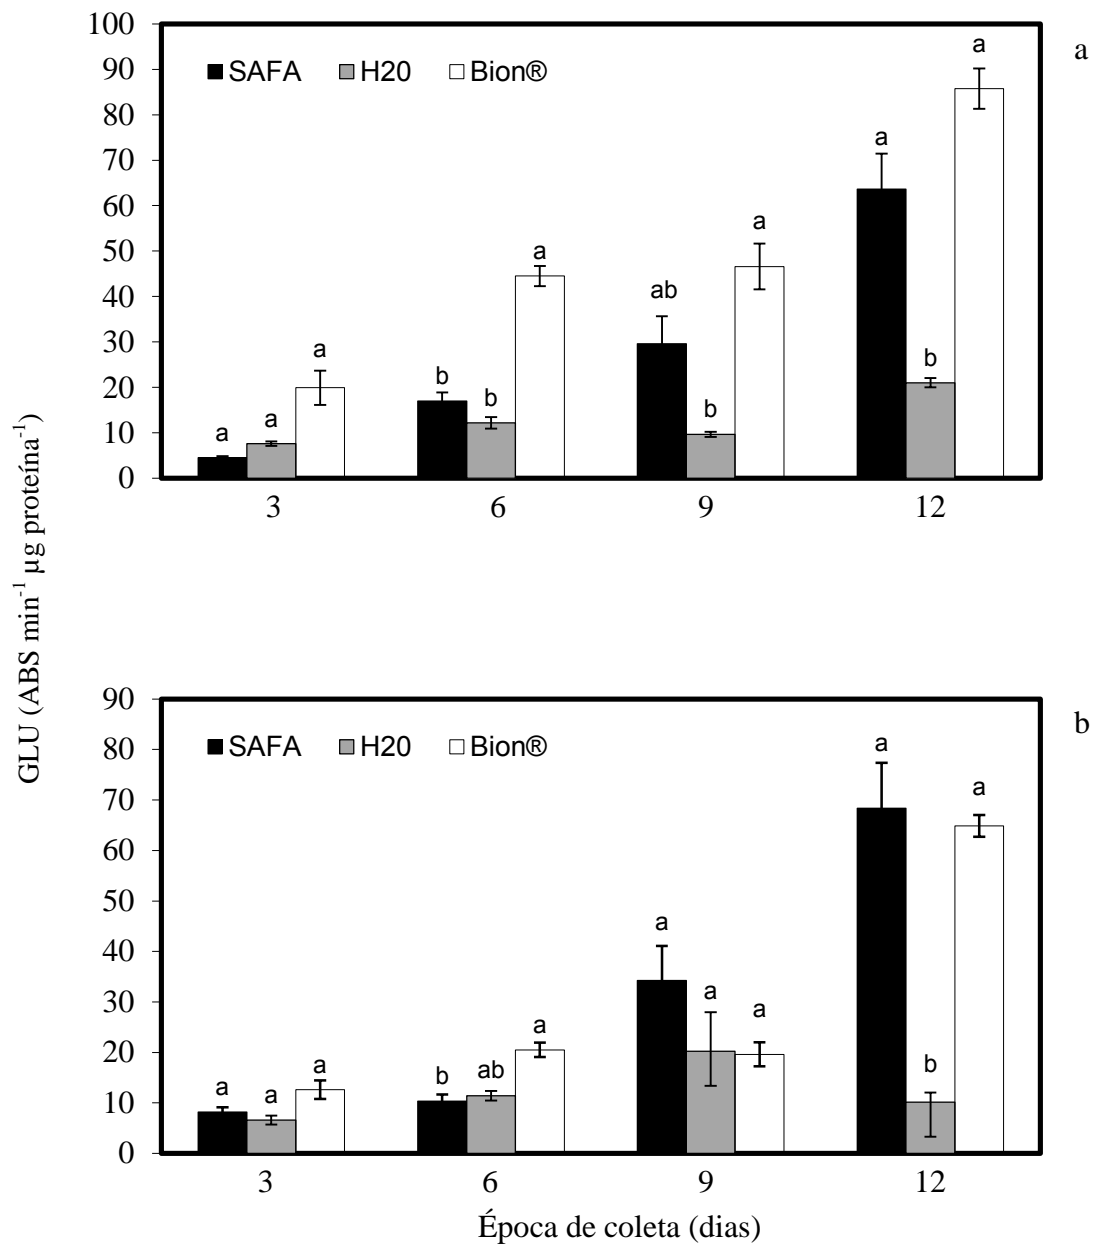 100
90
80
70
60
50
40
30
20
10
0
SAFA H20 Bion®
a a a
b b a
ab b a
a b a
3 6 9 12
a
GLU (ABS min⁻¹ µg proteína⁻¹)
90
80
70
60
50
40
30
20
10
0
SAFA H20 Bion®
a a a
b ab a
a a a
a b a
3 6 9 12
b
Época de coleta (dias)